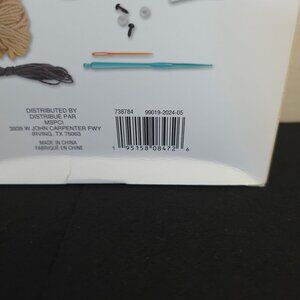 DISTRIBUTED BY
DISTRIBUÉ PAR
MSPCI
3939 W JOHN CARPENTER FWY
IRVING, TX 75063
MADE IN CHINA
FABRIQUÉ EN CHINE
738784 99019-2024-05
1 95158 08472 6